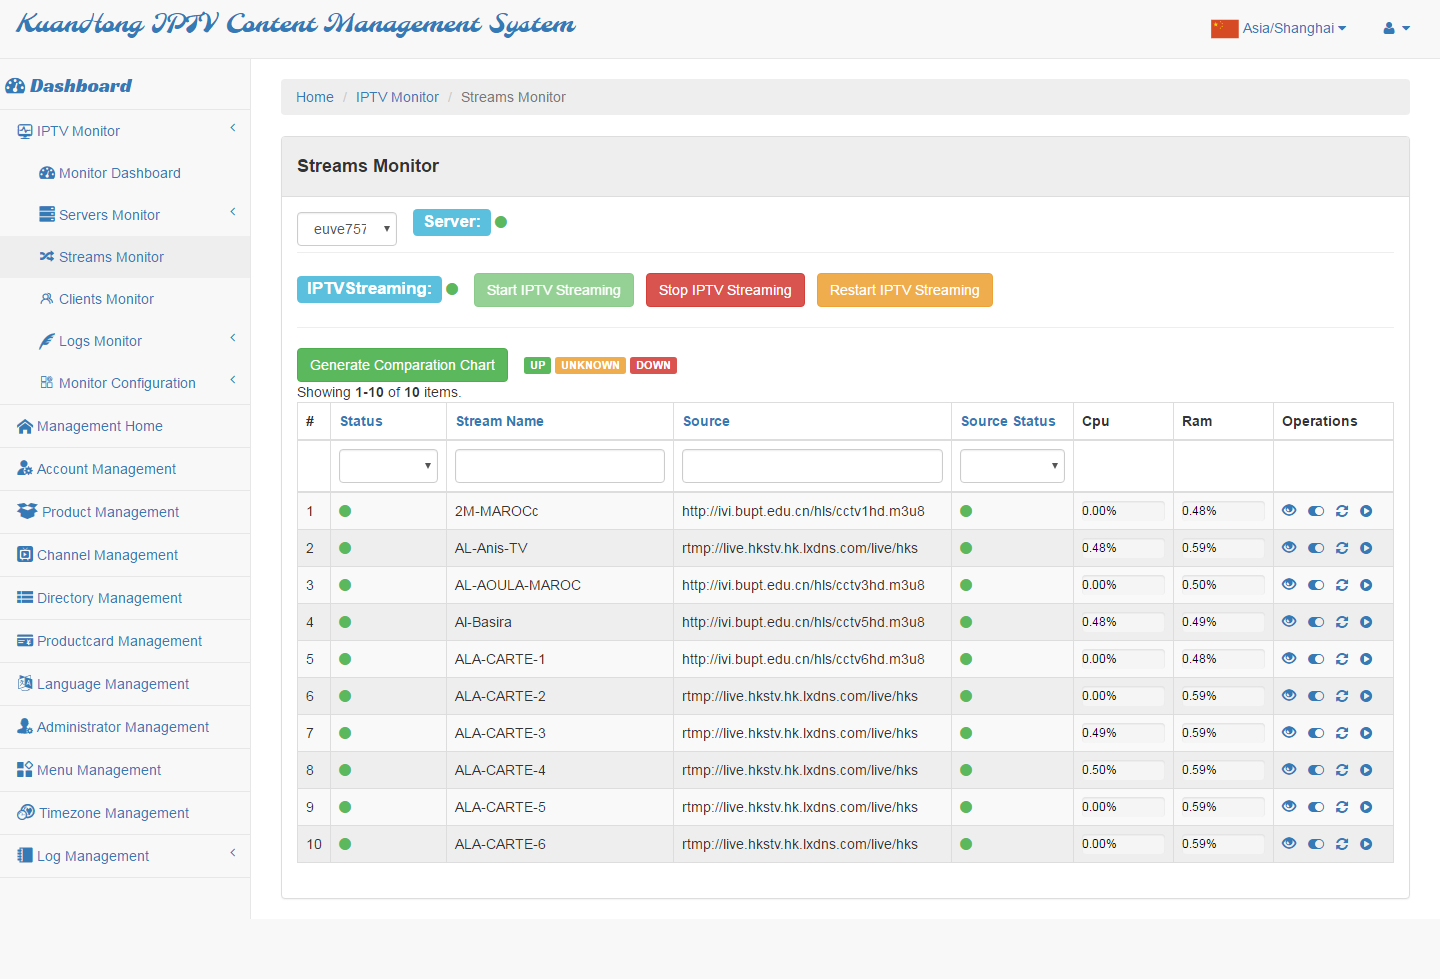 KuanHong IPTV Content Management System
Asia/Shanghai
Dashboard
IPTV Monitor
Monitor Dashboard
Servers Monitor
Streams Monitor
Clients Monitor
Logs Monitor
Monitor Configuration
Management Home
Account Management
Product Management
Channel Management
Directory Management
Productcard Management
Language Management
Administrator Management
Menu Management
Timezone Management
Log Management
Home / IPTV Monitor / Streams Monitor
Streams Monitor
euve757 Server:
IPTVStreaming: Start IPTV Streaming Stop IPTV Streaming Restart IPTV Streaming
Generate Comparation Chart UP UNKNOWN DOWN
Showing 1-10 of 10 items.
# Status Stream Name Source Source Status Cpu Ram Operations
1 2M-MAROCc http://ivi.bupt.edu.cn/hls/cctv1hd.m3u8 0.00% 0.48%
2 AL-Anis-TV rtmp://live.hkstv.hk.lxdns.com/live/hks 0.48% 0.59%
3 AL-AOULA-MAROC http://ivi.bupt.edu.cn/hls/cctv3hd.m3u8 0.00% 0.50%
4 Al-Basira http://ivi.bupt.edu.cn/hls/cctv5hd.m3u8 0.48% 0.49%
5 ALA-CARTE-1 http://ivi.bupt.edu.cn/hls/cctv6hd.m3u8 0.00% 0.48%
6 ALA-CARTE-2 rtmp://live.hkstv.hk.lxdns.com/live/hks 0.00% 0.59%
7 ALA-CARTE-3 rtmp://live.hkstv.hk.lxdns.com/live/hks 0.49% 0.59%
8 ALA-CARTE-4 rtmp://live.hkstv.hk.lxdns.com/live/hks 0.50% 0.59%
9 ALA-CARTE-5 rtmp://live.hkstv.hk.lxdns.com/live/hks 0.00% 0.59%
10 ALA-CARTE-6 rtmp://live.hkstv.hk.lxdns.com/live/hks 0.00% 0.59%